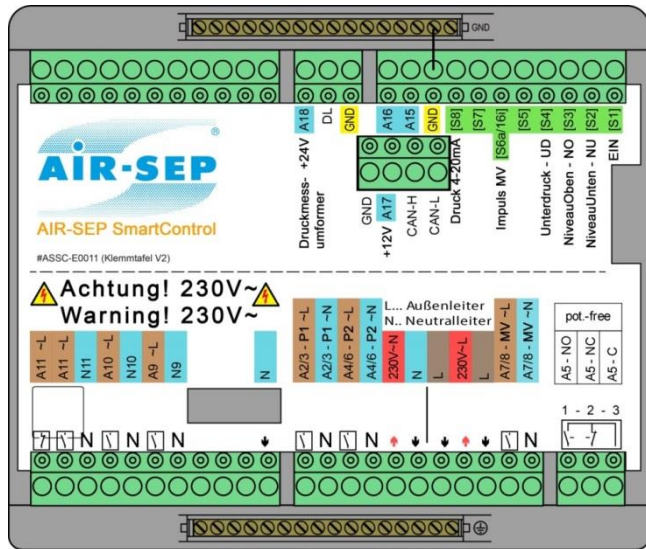 GND
A18
DL
GND
A16
A15
GND
[S8]
[S7]
[S6a/16i]
[S5]
[S4]
[S3]
[S2]
[S1]
+24V
Druckmess-
umformer
GND
A17
+12V
CAN-H
CAN-L
Druck 4-20mA
Impuls MV
Unterdruck - UD
NiveauOben - NO
NiveauUnten - NU
EIN
AIR-SEP®
AIR-SEP SmartControl
#ASSC-E0011 (Klemmtafel V2)
Achtung! 230V~
Warning! 230V~
L... Außenleiter
N.. Neutralleiter
pot.-free
A11 ~L
A11 ~L
N11
A10 ~L
N10
A9 ~L
N9
N
A2/3 - P1 ~L
A2/3 - P1 ~N
A4/6 - P2 ~L
A4/6 - P2 ~N
230V~N
N
L
230V~L
L
A7/8 - MV ~L
A7/8 - MV ~N
A5 - NO
A5 - NC
A5 - C
1 - 2 - 3
N N N N N N